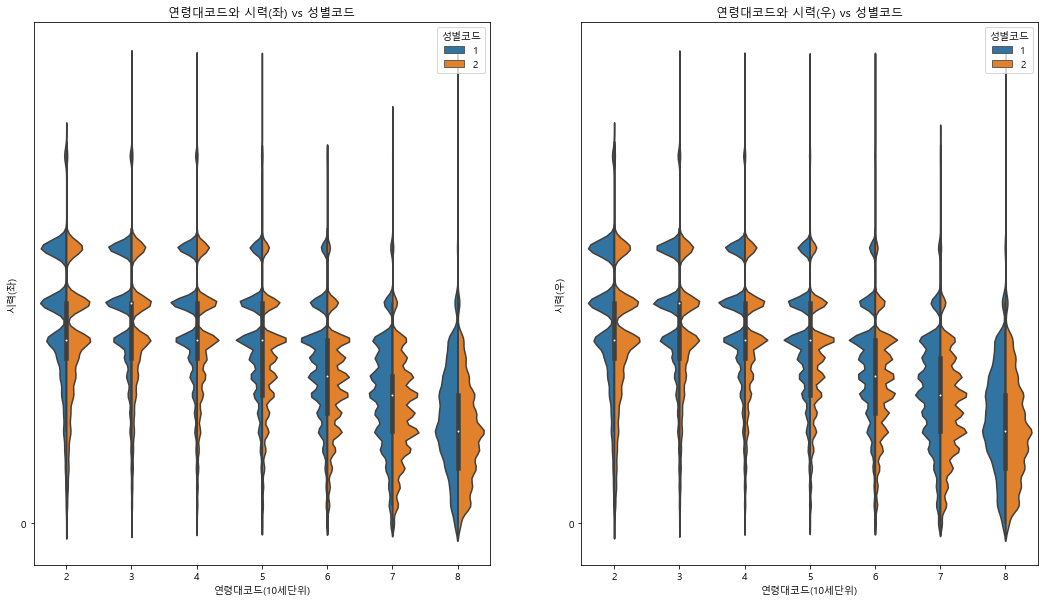 연령대코드와 시력(좌) vs 성별코드
성별코드
1
2
시력(좌)
0
2 3 4 5 6 7 8
연령대코드(10세단위)
연령대코드와 시력(우) vs 성별코드
성별코드
1
2
시력(우)
0
2 3 4 5 6 7 8
연령대코드(10세단위)